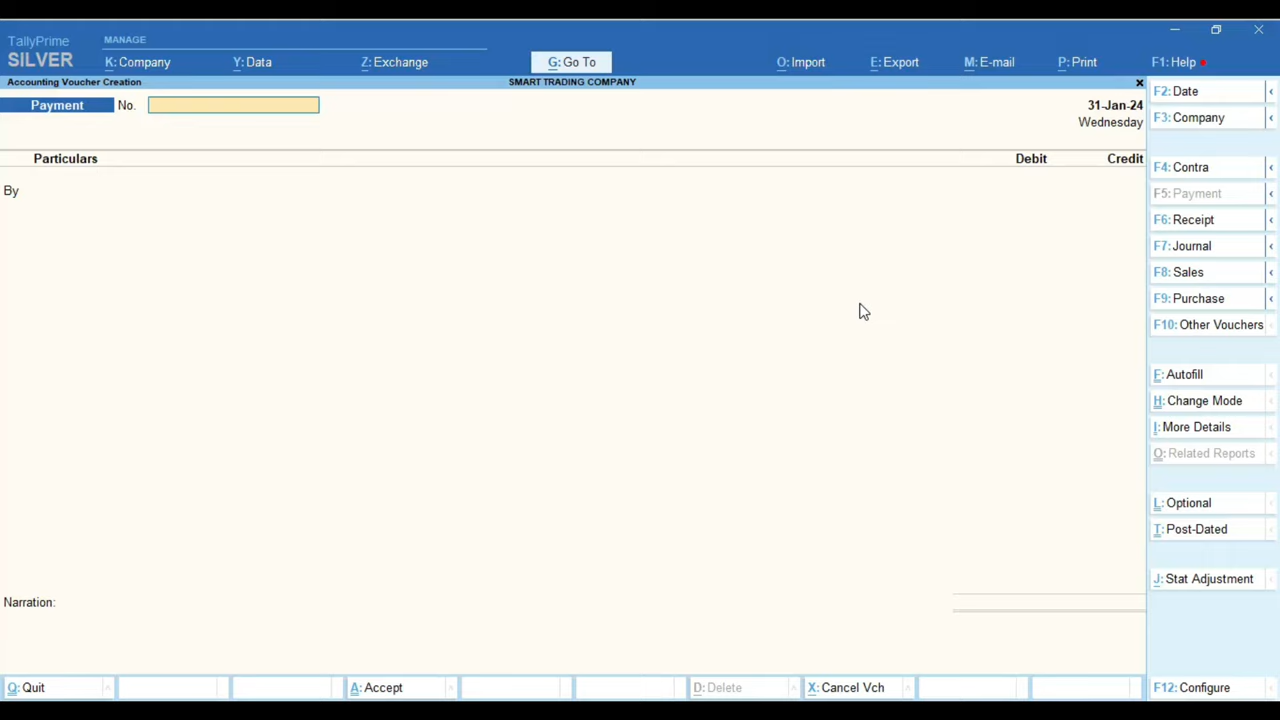 TallyPrime
SILVER
MANAGE
K: Company Y: Data Z: Exchange G: Go To O: Import E: Export M: E-mail P: Print F1: Help
Accounting Voucher Creation SMART TRADING COMPANY ×
Payment No. 31-Jan-24
Wednesday
Particulars Debit Credit
By
Narration:
Q: Quit A: Accept D: Delete X: Cancel Vch
F2: Date
F3: Company
F4: Contra
F5: Payment
F6: Receipt
F7: Journal
F8: Sales
F9: Purchase
F10: Other Vouchers
F: Autofill
H: Change Mode
I: More Details
O: Related Reports
L: Optional
T: Post-Dated
J: Stat Adjustment
F12: Configure